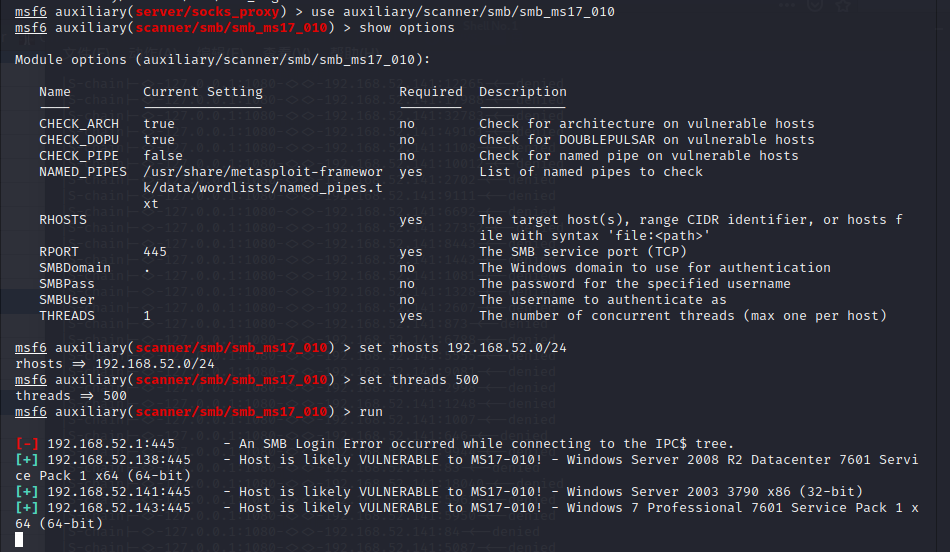 msf6 auxiliary(server/socks_proxy) > use auxiliary/scanner/smb/smb_ms17_010
msf6 auxiliary(scanner/smb/smb_ms17_010) > show options
Module options (auxiliary/scanner/smb/smb_ms17_010):
Name Current Setting Required Description
CHECK_ARCH true no Check for architecture on vulnerable hosts
CHECK_DOPU true no Check for DOUBLEPULSAR on vulnerable hosts
CHECK_PIPE false no Check for named pipe on vulnerable hosts
NAMED_PIPES /usr/share/metasploit-framewor yes List of named pipes to check
k/data/wordlists/named_pipes.t
xt
RHOSTS yes The target host(s), range CIDR identifier, or hosts f
ile with syntax 'file:<path>'
RPORT 445 yes The SMB service port (TCP)
SMBDomain . no The Windows domain to use for authentication
SMBPass no The password for the specified username
SMBUser no The username to authenticate as
THREADS 1 yes The number of concurrent threads (max one per host)
msf6 auxiliary(scanner/smb/smb_ms17_010) > set rhosts 192.168.52.0/24
rhosts ⇒ 192.168.52.0/24
msf6 auxiliary(scanner/smb/smb_ms17_010) > set threads 500
threads ⇒ 500
msf6 auxiliary(scanner/smb/smb_ms17_010) > run
[-] 192.168.52.1:445 - An SMB Login Error occurred while connecting to the IPC$ tree.
[+] 192.168.52.138:445 - Host is likely VULNERABLE to MS17-010! - Windows Server 2008 R2 Datacenter 7601 Servi
ce Pack 1 x64 (64-bit)
[+] 192.168.52.141:445 - Host is likely VULNERABLE to MS17-010! - Windows Server 2003 3790 x86 (32-bit)
[+] 192.168.52.143:445 - Host is likely VULNERABLE to MS17-010! - Windows 7 Professional 7601 Service Pack 1 x
64 (64-bit)